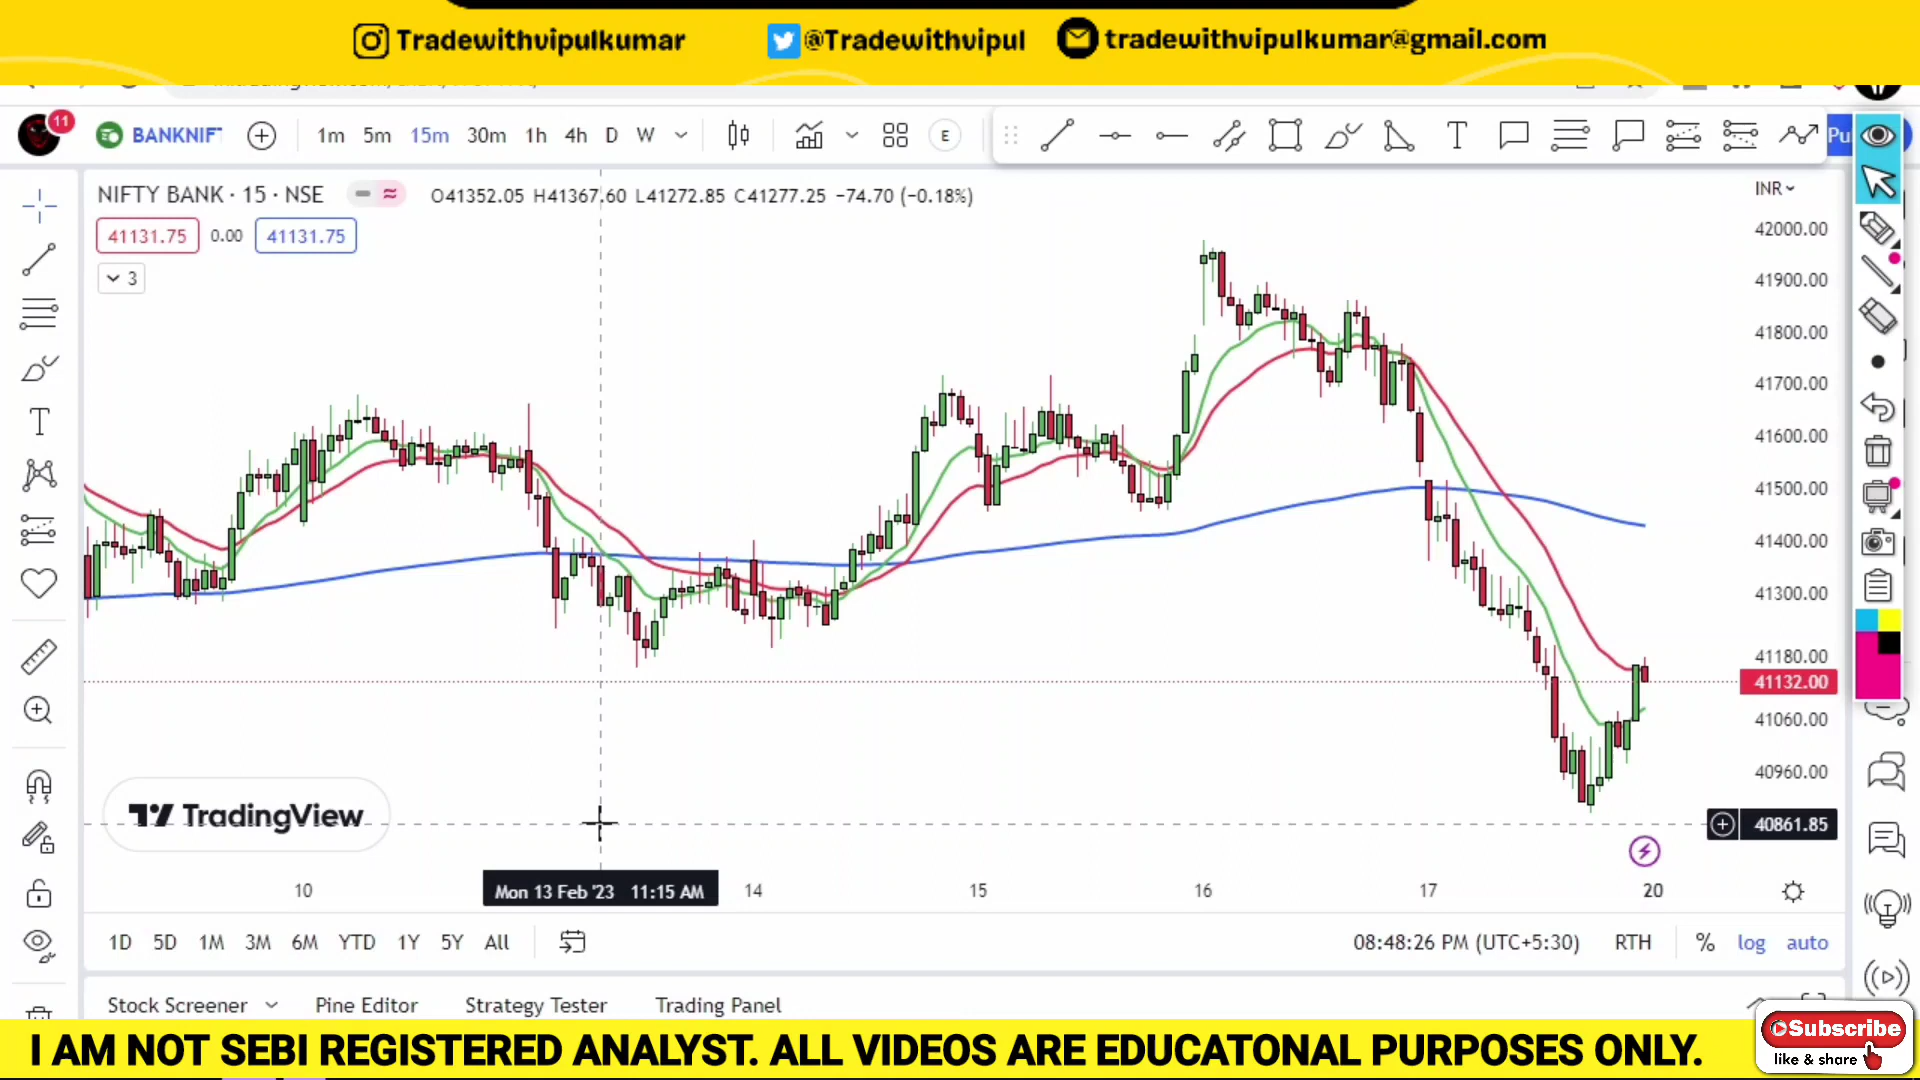 Tradewithvipulkumar @Tradewithvipul tradewithvipulkumar@gmail.com
11 BANKNIF 1m 5m 15m 30m 1h 4h D W E T Pu
NIFTY BANK · 15 · NSE O41352.05 H41367.60 L41272.85 C41277.25 −74.70 (−0.18%) INR
41131.75 0.00 41131.75
3
42000.00
41900.00
41800.00
41700.00
41600.00
41500.00
41400.00
41300.00
41180.00
41132.00
41060.00
40960.00
TradingView
40861.85
10 Mon 13 Feb '23 11:15 AM 14 15 16 17 20
1D 5D 1M 3M 6M YTD 1Y 5Y All 08:48:26 PM (UTC+5:30) RTH % log auto
Stock Screener Pine Editor Strategy Tester Trading Panel
I AM NOT SEBI REGISTERED ANALYST. ALL VIDEOS ARE EDUCATONAL PURPOSES ONLY.
Subscribe
like & share